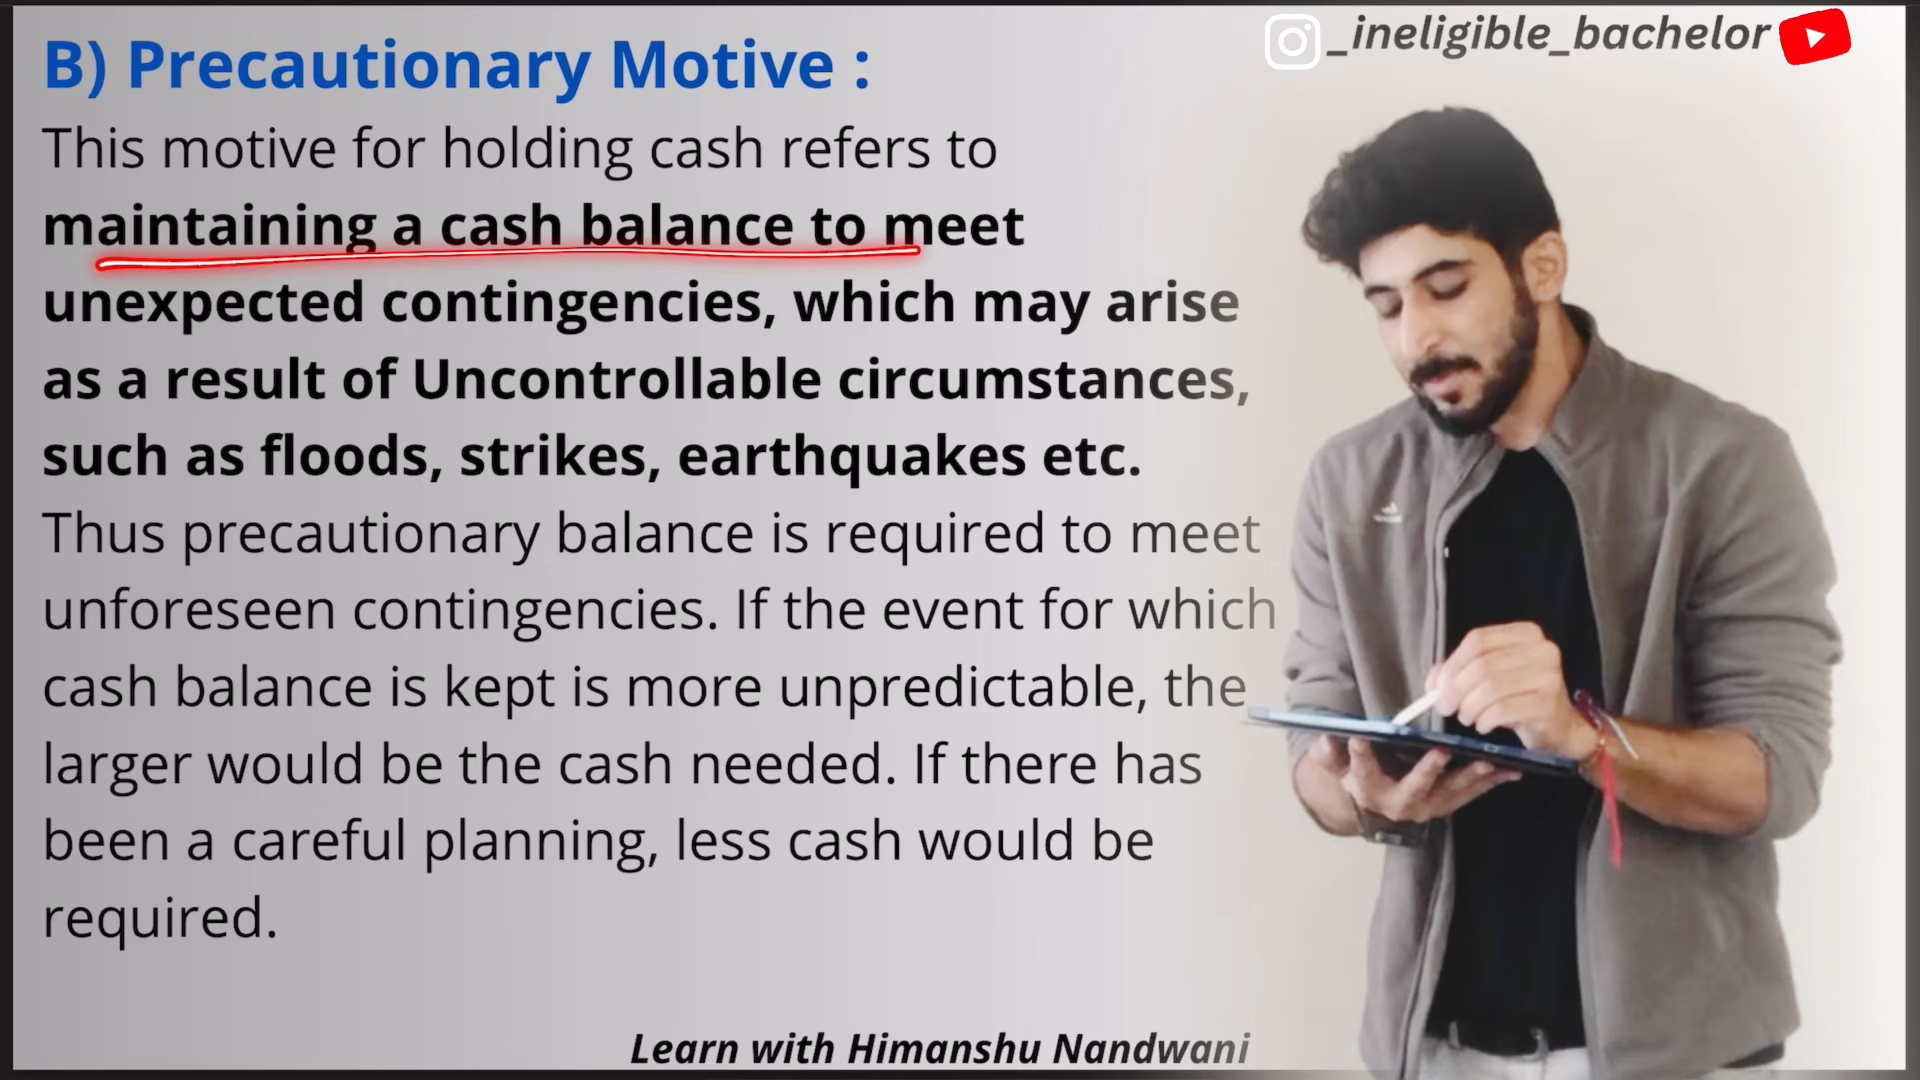 _ineligible_bachelor
B) Precautionary Motive :
This motive for holding cash refers to
maintaining a cash balance to meet
unexpected contingencies, which may arise
as a result of Uncontrollable circumstances,
such as floods, strikes, earthquakes etc.
Thus precautionary balance is required to meet
unforeseen contingencies. If the event for which
cash balance is kept is more unpredictable, the
larger would be the cash needed. If there has
been a careful planning, less cash would be
required.
Learn with Himanshu Nandwani